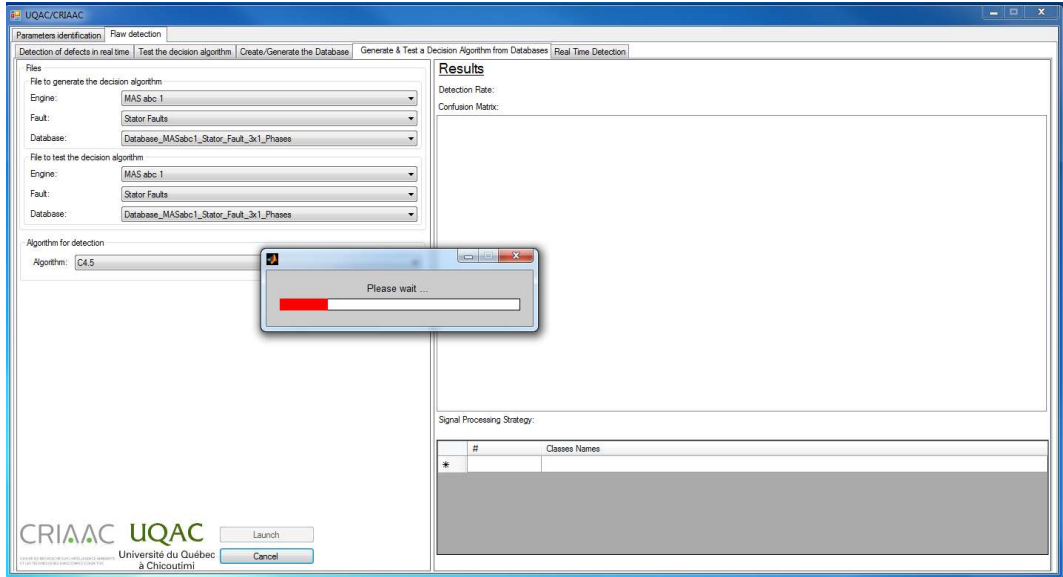 UQAC/CRIAAC
Parameters identification Flaw detection
Detection of defects in real time Test the decision algorithm Create/Generate the Database Generate & Test a Decision Algorithm from Databases Real Time Detection
Files
File to generate the decision algorithm
Engine: MAS abc 1
Fault: Stator Faults
Database: Database_MASabc1_Stator_Fault_3x1_Phases
File to test the decision algorithm
Engine: MAS abc 1
Fault: Stator Faults
Database: Database_MASabc1_Stator_Fault_3x1_Phases
Algorithm for detection
Algorithm: C4.5
Please wait ...
Results
Detection Rate:
Confusion Matrix:
Signal Processing Strategy:
# Classes Names
CRIAAC
UQAC
Université du Québec
à Chicoutimi
Launch
Cancel